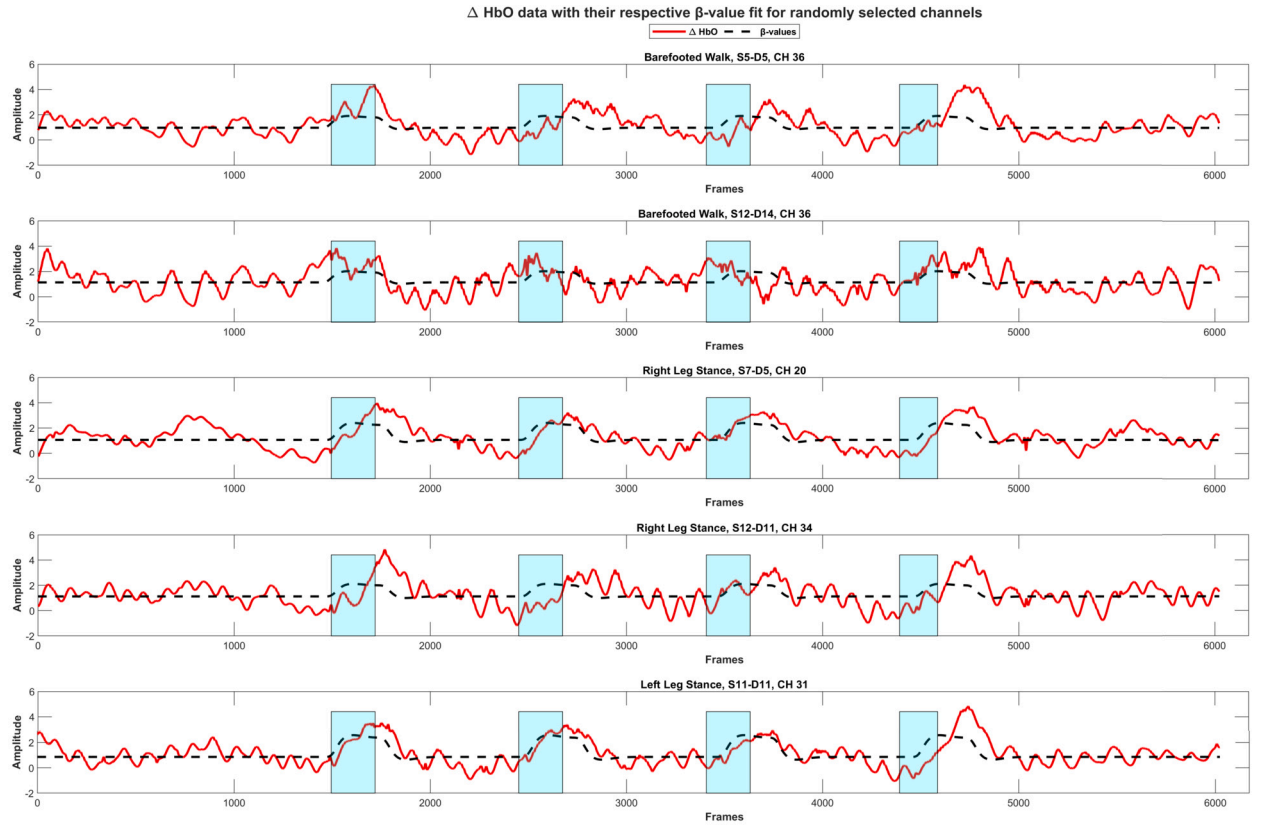 Δ HbO data with their respective β-value fit for randomly selected channels
Δ HbO β-values
Barefooted Walk, S5-D5, CH 36
6
4
2
0
-2
Amplitude
0 1000 2000 3000 4000 5000 6000
Frames
Barefooted Walk, S12-D14, CH 36
6
4
2
0
-2
Amplitude
0 1000 2000 3000 4000 5000 6000
Frames
Right Leg Stance, S7-D5, CH 20
6
4
2
0
-2
Amplitude
0 1000 2000 3000 4000 5000 6000
Frames
Right Leg Stance, S12-D11, CH 34
6
4
2
0
-2
Amplitude
0 1000 2000 3000 4000 5000 6000
Frames
Left Leg Stance, S11-D11, CH 31
6
4
2
0
-2
Amplitude
0 1000 2000 3000 4000 5000 6000
Frames